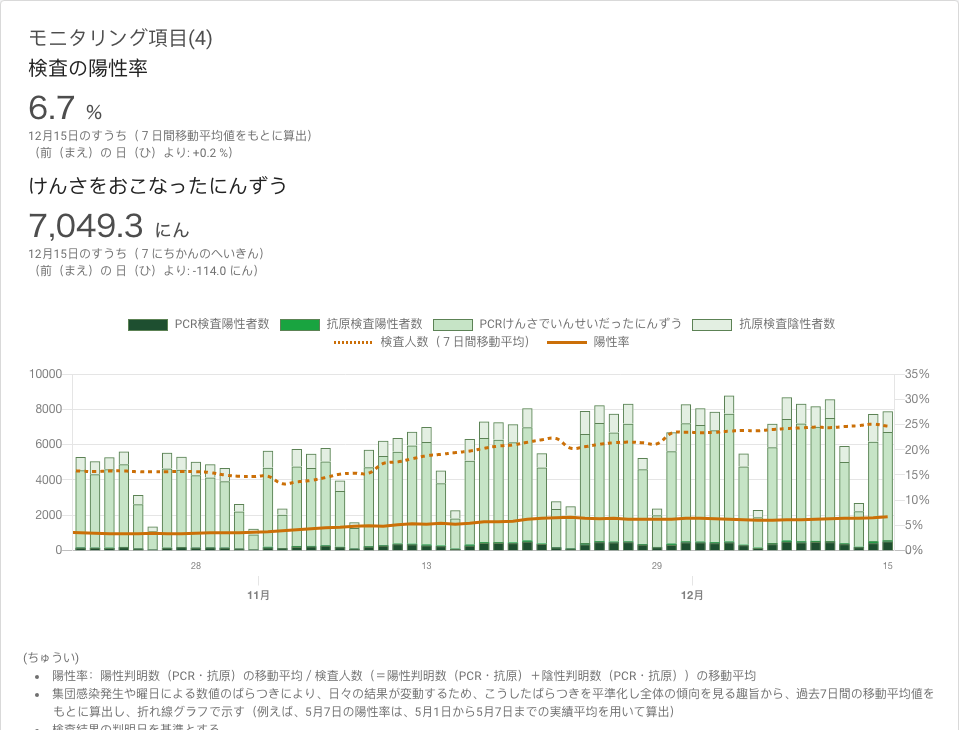 モニタリング項目(4)
検査の陽性率
6.7 %
12月15日のすうち（７日間移動平均値をもとに算出）
（前（まえ）の 日（ひ）より: +0.2 %）
けんさをおこなったにんずう
7,049.3 にん
12月15日のすうち（７にちかんのへいきん）
（前（まえ）の 日（ひ）より: -114.0 にん）
PCR検査陽性者数 抗原検査陽性者数 PCRけんさでいんせいだったにんずう 抗原検査陰性者数
検査人数（７日間移動平均） 陽性率
10000 35%
30%
8000
25%
6000
20%
4000
15%
10%
2000
5%
0 0%
28 13 29 15
11月 12月
(ちゅうい)
• 陽性率：陽性判明数（PCR・抗原）の移動平均 / 検査人数（＝陽性判明数（PCR・抗原）＋陰性判明数（PCR・抗原））の移動平均
• 集団感染発生や曜日による数値のばらつきにより、日々の結果が変動するため、こうしたばらつきを平準化し全体の傾向を見る趣旨から、過去7日間の移動平均値を
もとに算出し、折れ線グラフで示す（例えば、5月7日の陽性率は、5月1日から5月7日までの実績平均を用いて算出）
• 検査結果の判明日を基準とする